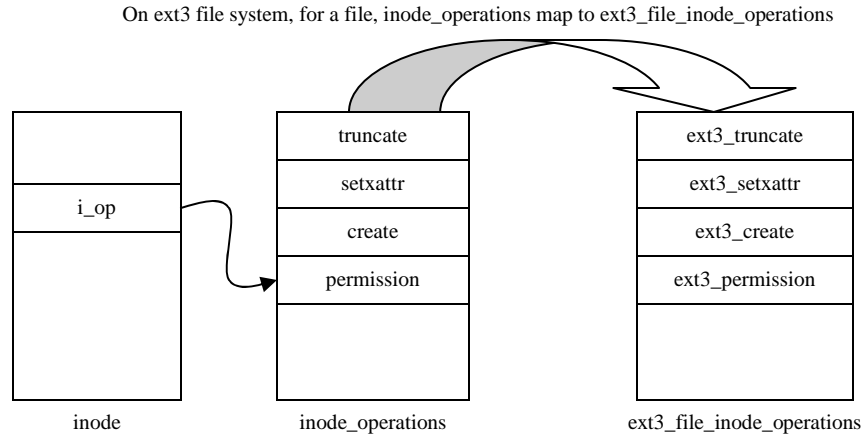 On ext3 file system, for a file, inode_operations map to ext3_file_inode_operations
truncate
ext3_truncate
setxattr
ext3_setxattr
i_op
create
ext3_create
permission
ext3_permission
inode
inode_operations
ext3_file_inode_operations